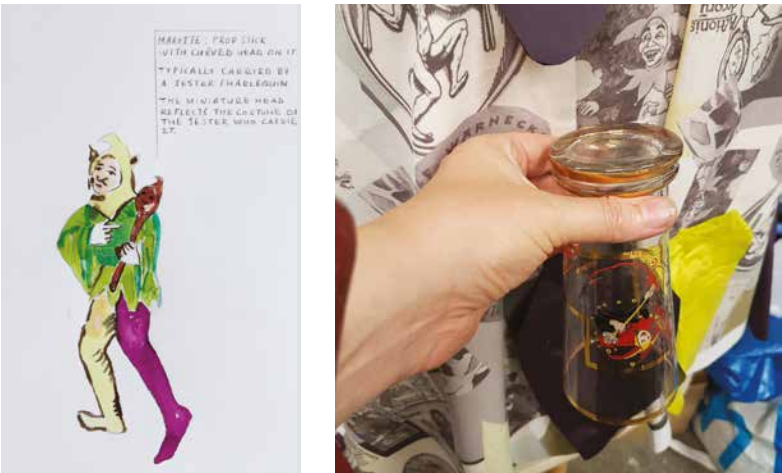 MAROTTE: PROP STICK
WITH CARVED HEAD ON IT
TYPICALLY CARRIED BY
A JESTER / HARLEQUIN
THE MINIATURE HEAD
REFLECTS THE COSTUME OF
THE JESTER WHO CARRIE
IT.
WARNECK